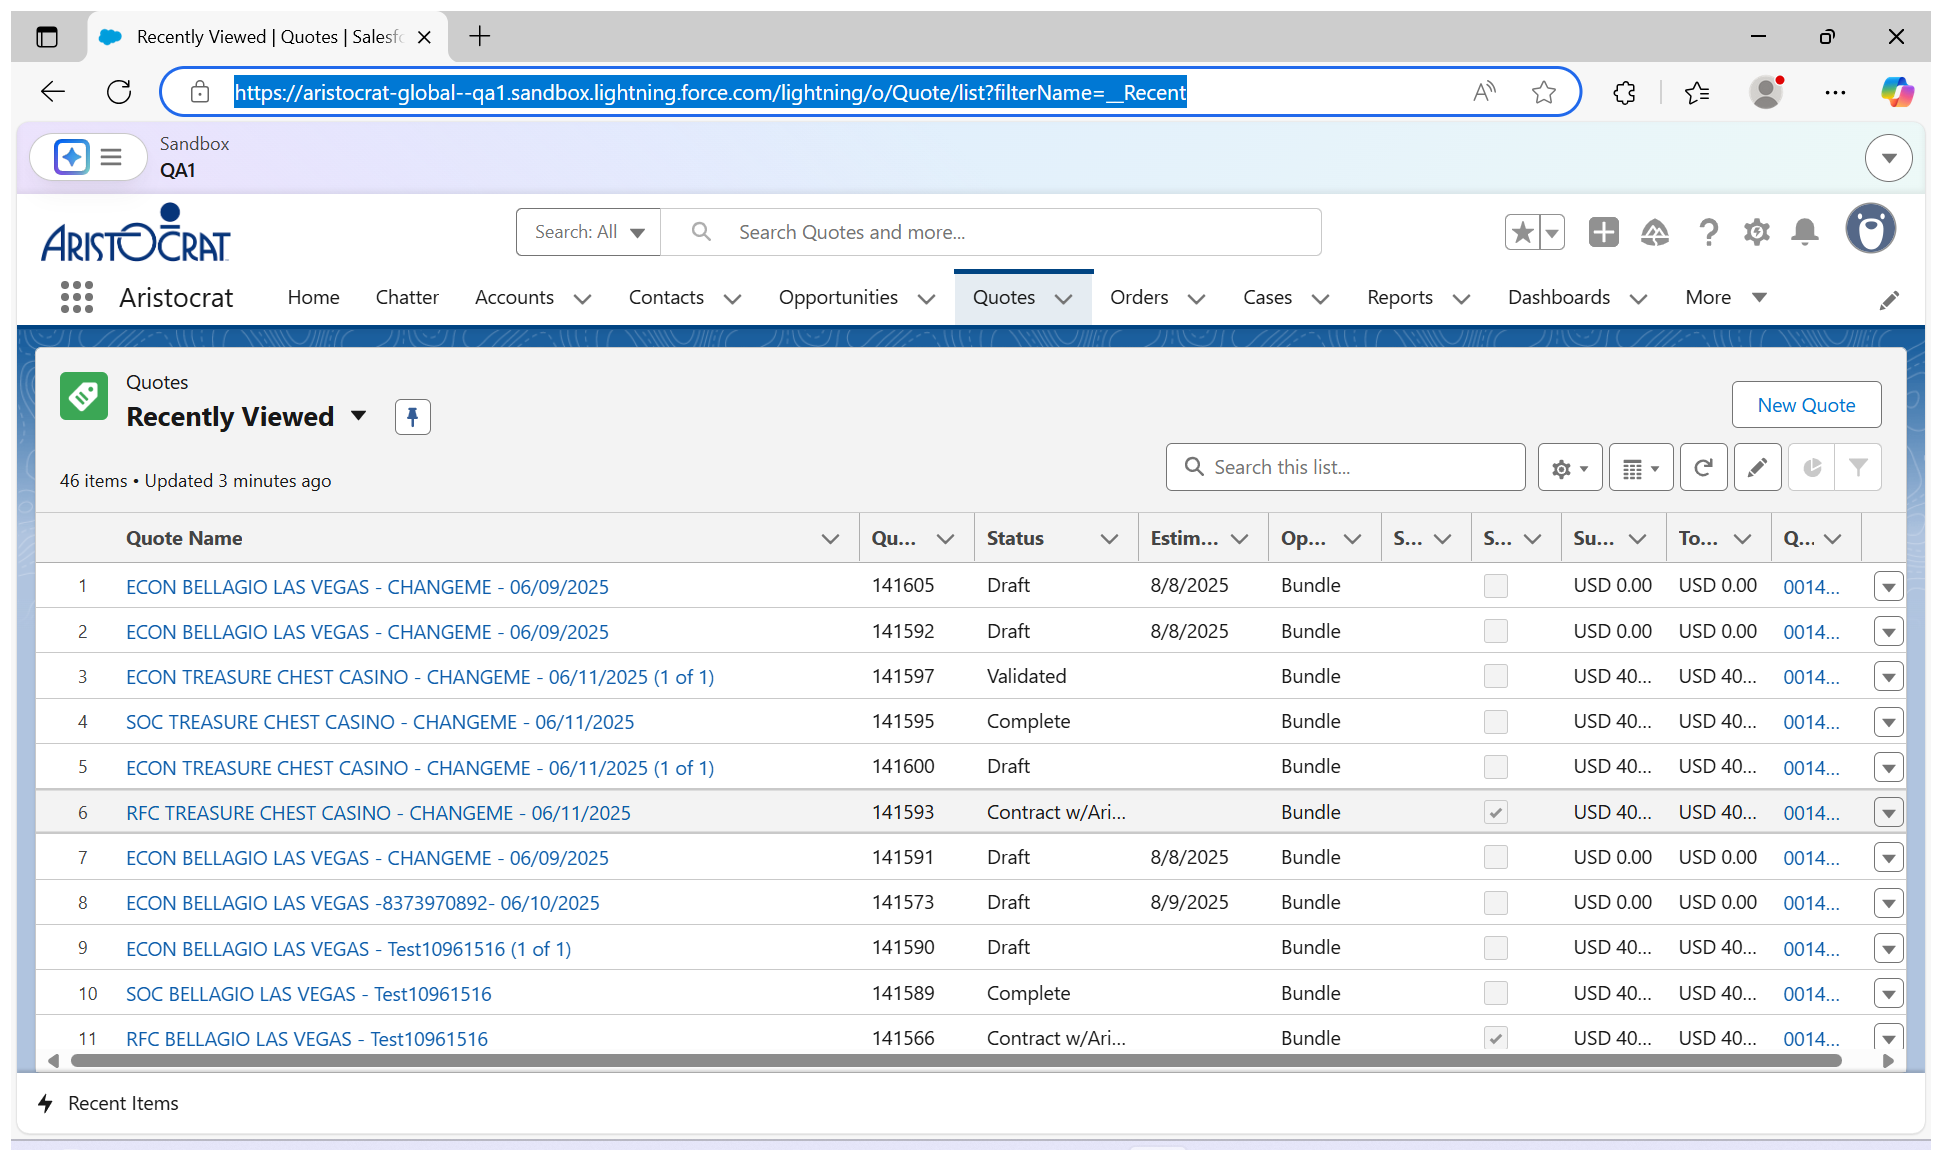 Recently Viewed | Quotes | Salesfo
https://aristocrat-global--qa1.sandbox.lightning.force.com/lightning/o/Quote/list?filterName=__Recent
Sandbox
QA1
ARISTOCRAT
Search: All
Search Quotes and more...
Aristocrat
Home
Chatter
Accounts
Contacts
Opportunities
Quotes
Orders
Cases
Reports
Dashboards
More
Quotes
Recently Viewed
New Quote
46 items • Updated 3 minutes ago
Search this list...
Quote Name Qu... Status Estim... Op... S... S... Su... To... Q...
1 ECON BELLAGIO LAS VEGAS - CHANGEME - 06/09/2025 141605 Draft 8/8/2025 Bundle USD 0.00 USD 0.00 0014...
2 ECON BELLAGIO LAS VEGAS - CHANGEME - 06/09/2025 141592 Draft 8/8/2025 Bundle USD 0.00 USD 0.00 0014...
3 ECON TREASURE CHEST CASINO - CHANGEME - 06/11/2025 (1 of 1) 141597 Validated Bundle USD 40... USD 40... 0014...
4 SOC TREASURE CHEST CASINO - CHANGEME - 06/11/2025 141595 Complete Bundle USD 40... USD 40... 0014...
5 ECON TREASURE CHEST CASINO - CHANGEME - 06/11/2025 (1 of 1) 141600 Draft Bundle USD 40... USD 40... 0014...
6 RFC TREASURE CHEST CASINO - CHANGEME - 06/11/2025 141593 Contract w/Ari... Bundle USD 40... USD 40... 0014...
7 ECON BELLAGIO LAS VEGAS - CHANGEME - 06/09/2025 141591 Draft 8/8/2025 Bundle USD 0.00 USD 0.00 0014...
8 ECON BELLAGIO LAS VEGAS -8373970892- 06/10/2025 141573 Draft 8/9/2025 Bundle USD 0.00 USD 0.00 0014...
9 ECON BELLAGIO LAS VEGAS - Test10961516 (1 of 1) 141590 Draft Bundle USD 40... USD 40... 0014...
10 SOC BELLAGIO LAS VEGAS - Test10961516 141589 Complete Bundle USD 40... USD 40... 0014...
11 RFC BELLAGIO LAS VEGAS - Test10961516 141566 Contract w/Ari... Bundle USD 40... USD 40... 0014...
Recent Items